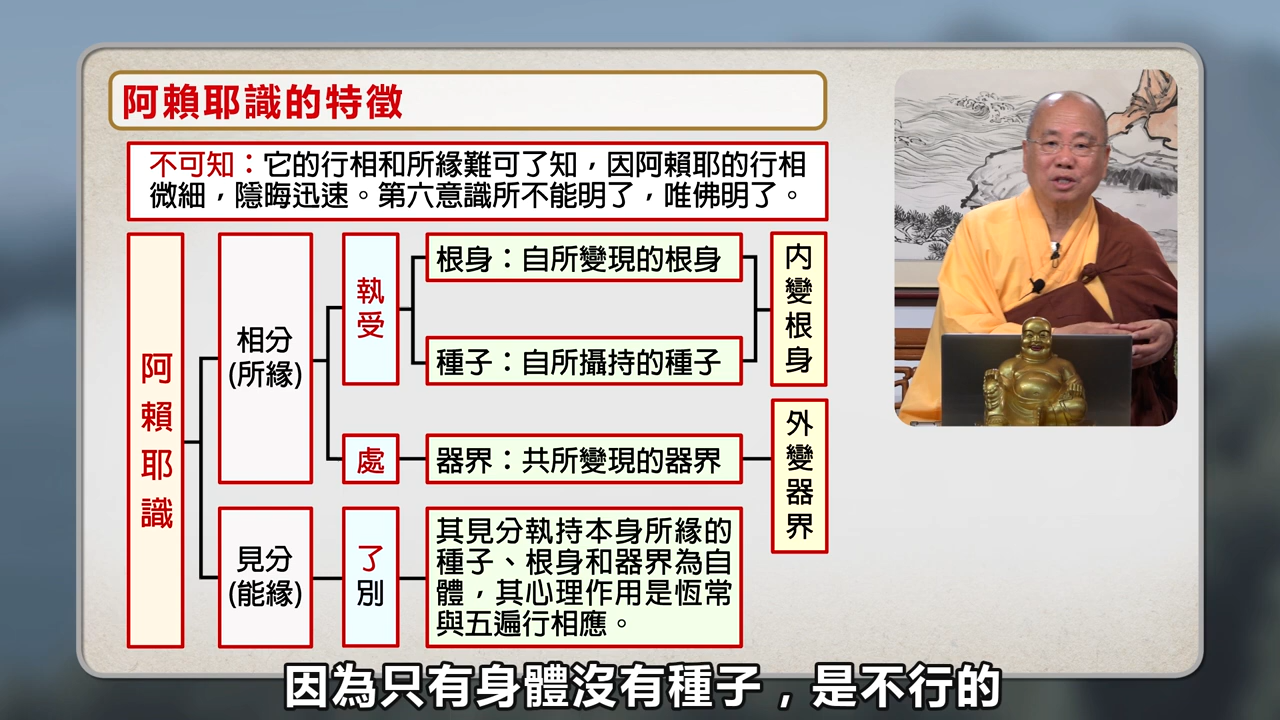 阿賴耶識的特徵
不可知：它的行相和所緣難可了知，因阿賴耶的行相
微細，隱晦迅速。第六意識所不能明了，唯佛明了。
阿賴耶識
相分
(所緣)
執受
根身：自所變現的根身
種子：自所攝持的種子
內變根身
處
器界：共所變現的器界
外變器界
見分
(能緣)
了別
其見分執持本身所緣的
種子、根身和器界為自
體，其心理作用是恆常
與五遍行相應。
因為只有身體沒有種子，是不行的